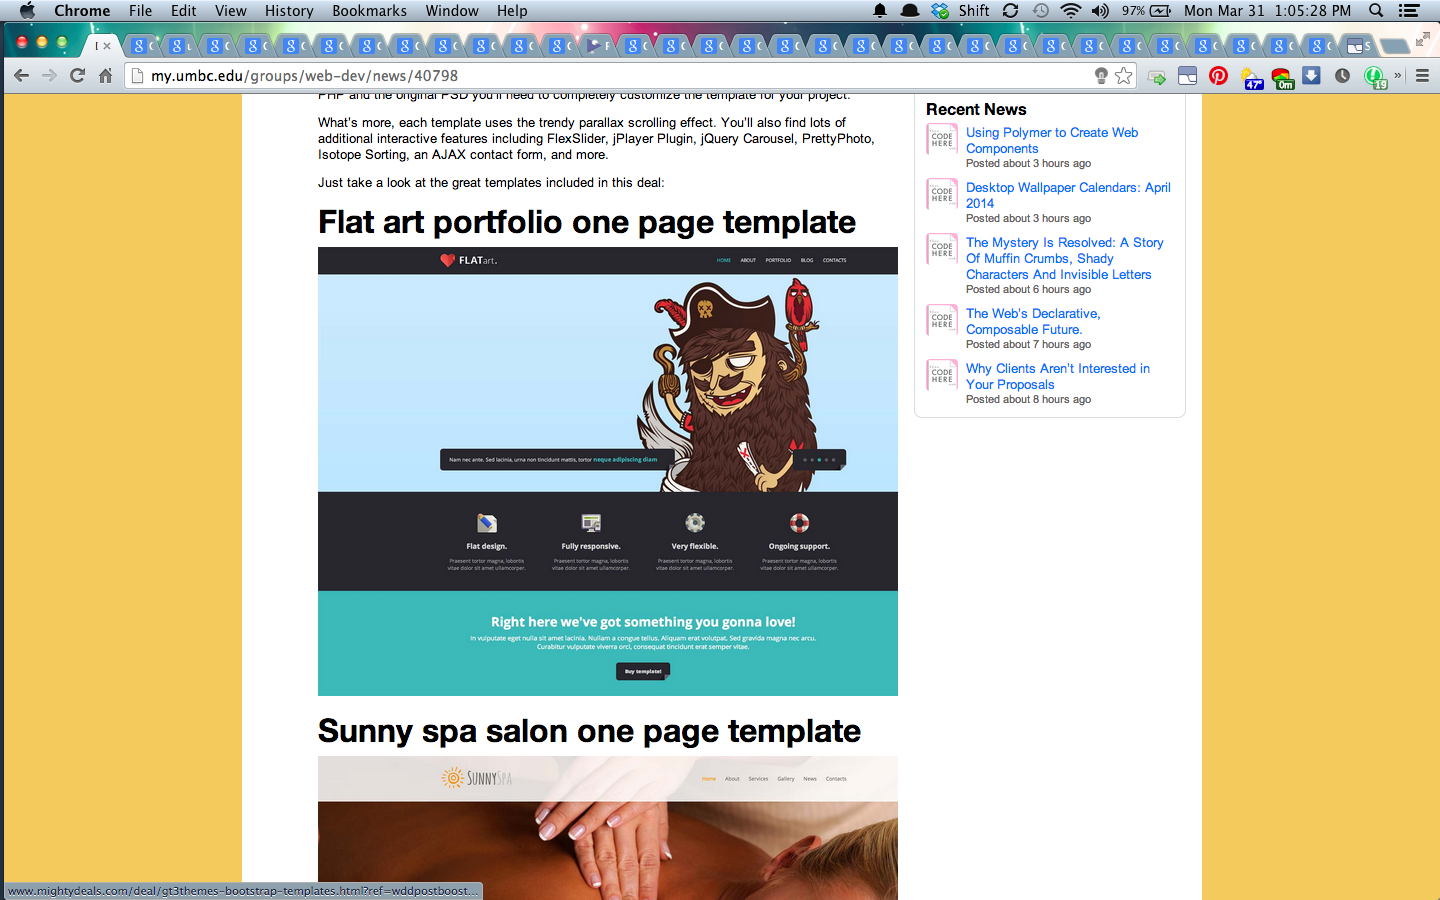 Chrome File Edit View History Bookmarks Window Help Shift 97% Mon Mar 31 1:05:28 PM
my.umbc.edu/groups/web-dev/news/40798
47° 0m 19 »
PHP and the original PSD you'll need to completely customize the template for your project.
What's more, each template uses the trendy parallax scrolling effect. You'll also find lots of
additional interactive features including FlexSlider, jPlayer Plugin, jQuery Carousel, PrettyPhoto,
Isotope Sorting, an AJAX contact form, and more.
Just take a look at the great templates included in this deal:
Flat art portfolio one page template
FLATart.
HOME ABOUT PORTFOLIO BLOG CONTACTS
Nam nec ante. Sed lacinia, urna non tincidunt mattis, tortor neque adipiscing diam
Flat design.
Praesent tortor magna, lobortis
vitae dolor sit amet ullamcorper.
Fully responsive.
Praesent tortor magna, lobortis
vitae dolor sit amet ullamcorper.
Very flexible.
Praesent tortor magna, lobortis
vitae dolor sit amet ullamcorper.
Ongoing support.
Praesent tortor magna, lobortis
vitae dolor sit amet ullamcorper.
Right here we've got something you gonna love!
In vulputate eget nulla sit amet lacinia. Nullam a congue tellus. Aliquam erat volutpat. Sed gravida magna nec arcu.
Curabitur vulputate viverra orci, consequat tincidunt erat semper vitae.
Buy template!
Sunny spa salon one page template
SUNNYSPA
Home About Services Gallery News Contacts
Recent News
CODE
HERE
Using Polymer to Create Web
Components
Posted about 3 hours ago
CODE
HERE
Desktop Wallpaper Calendars: April
2014
Posted about 3 hours ago
CODE
HERE
The Mystery Is Resolved: A Story
Of Muffin Crumbs, Shady
Characters And Invisible Letters
Posted about 6 hours ago
CODE
HERE
The Web's Declarative,
Composable Future.
Posted about 7 hours ago
CODE
HERE
Why Clients Aren't Interested in
Your Proposals
Posted about 8 hours ago
www.mightydeals.com/deal/gt3themes-bootstrap-templates.html?ref=wddpostboost...